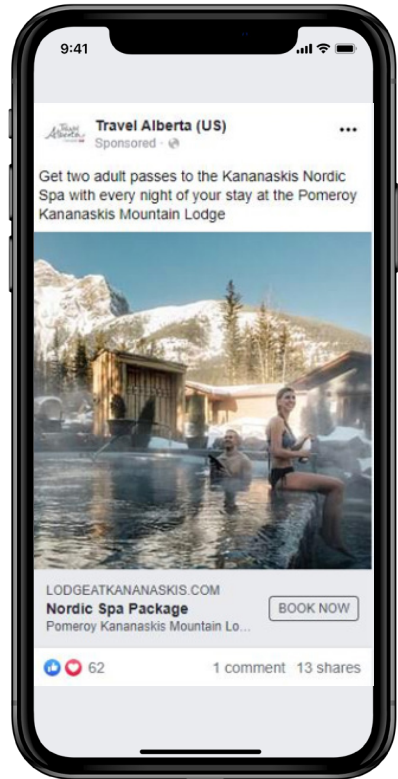 9:41
Travel Alberta
Travel Alberta (US)
Sponsored ·
Get two adult passes to the Kananaskis Nordic
Spa with every night of your stay at the Pomeroy
Kananaskis Mountain Lodge
LODGEATKANANASKIS.COM
Nordic Spa Package
BOOK NOW
Pomeroy Kananaskis Mountain Lo...
62
1 comment 13 shares